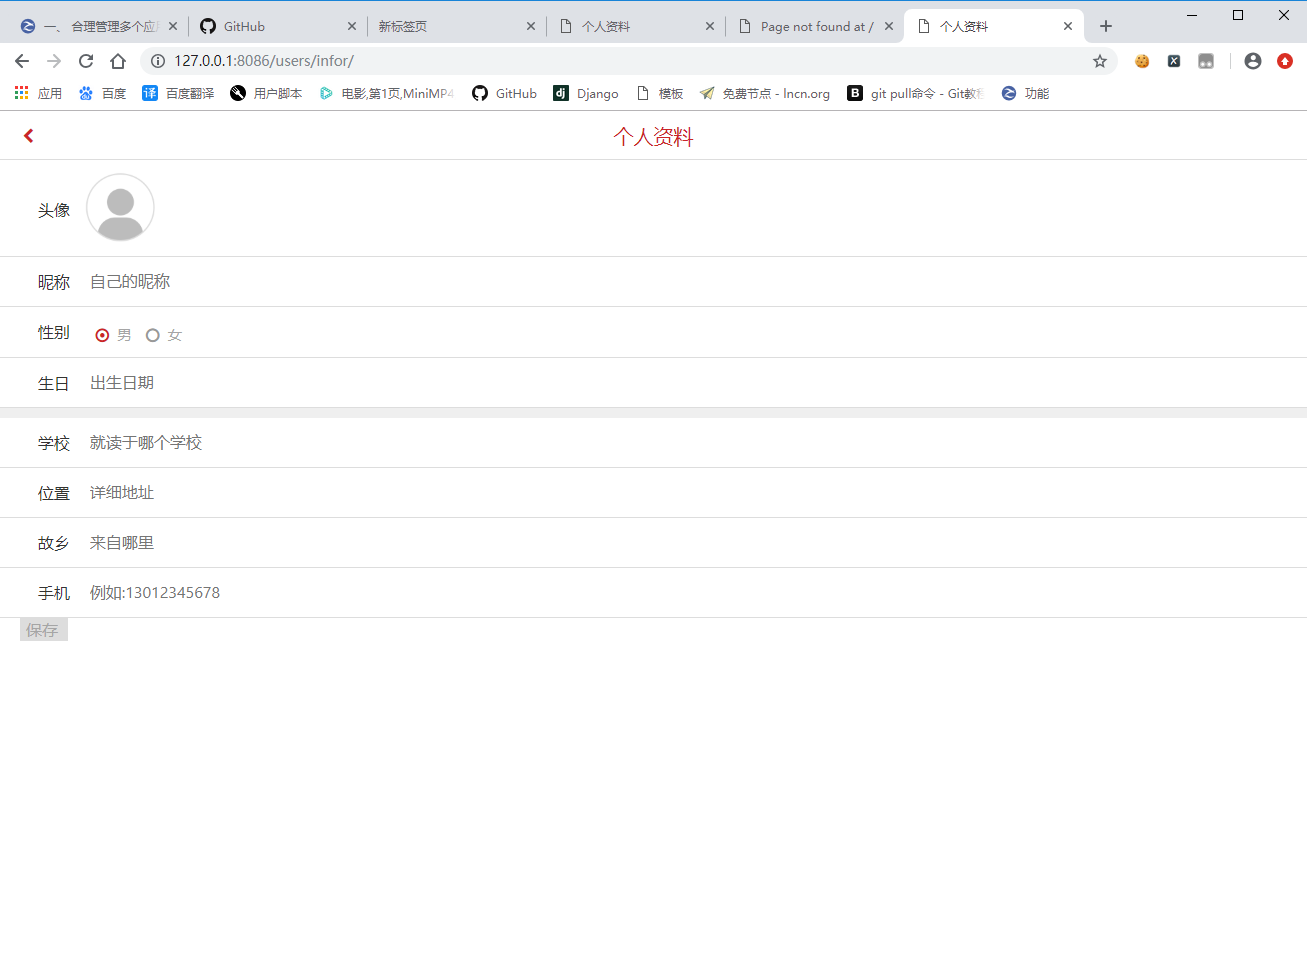 一、 合理管理多个应
GitHub
新标签页
个人资料
Page not found at /
个人资料
127.0.0.1:8086/users/infor/
应用
百度
译
百度翻译
用户脚本
电影,第1页,MiniMP4
GitHub
dj
Django
模板
免费节点 - lncn.org
B
git pull命令 - Git教程
功能
个人资料
头像
昵称 自己的昵称
性别 男 女
生日 出生日期
学校 就读于哪个学校
位置 详细地址
故乡 来自哪里
手机 例如:13012345678
保存